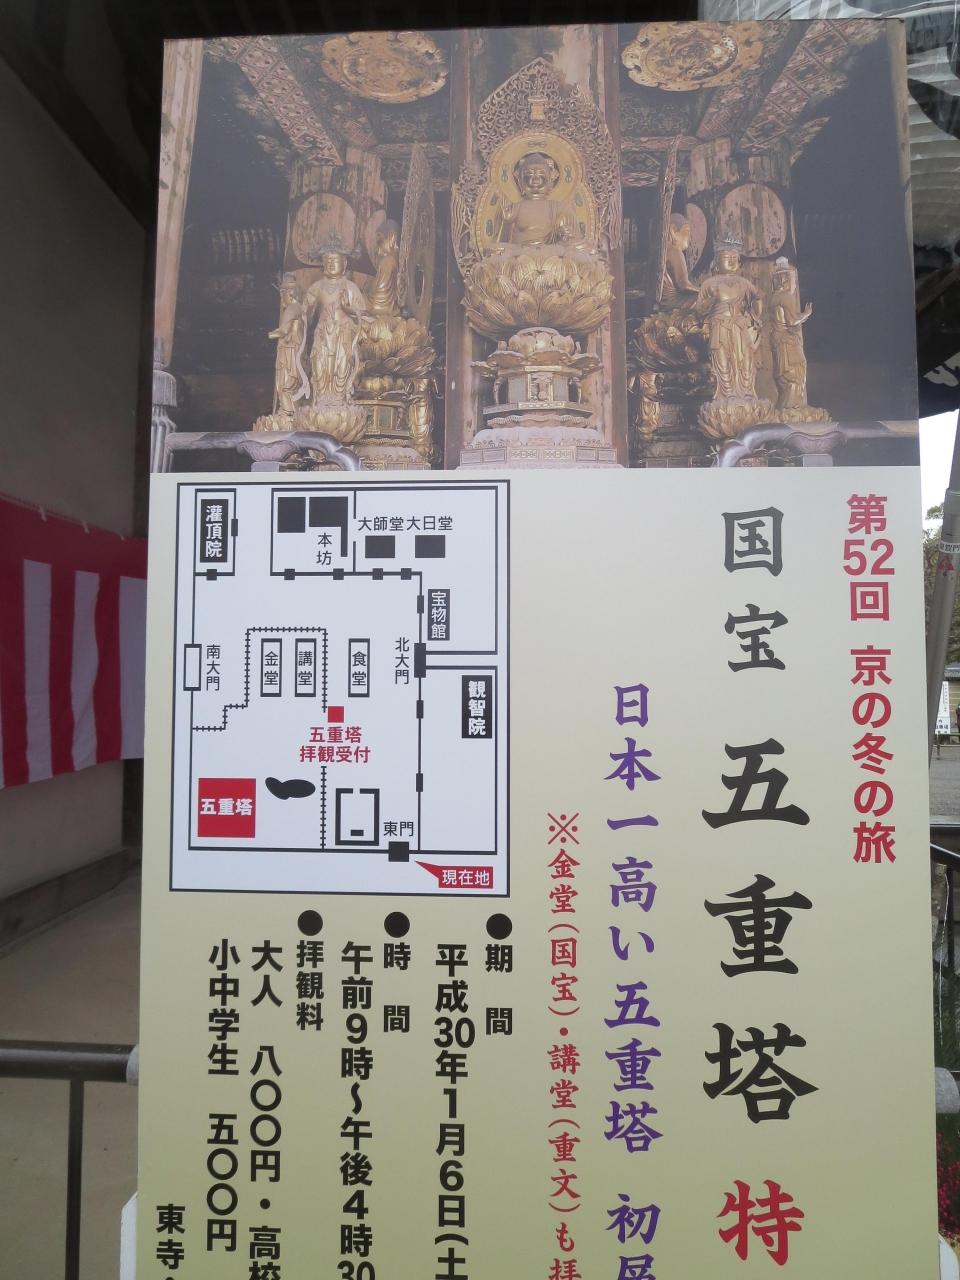 第52回 京の冬の旅
国宝 五重塔 特
日本一高い五重塔 初
※金堂(国宝)・講堂(重文)も拝
灌頂院
本坊
大師堂 大日堂
宝物館
南大門
金堂
講堂
食堂
北大門
観智院
五重塔
拝観受付
五重塔
東門
現在地
●期間
平成30年1月6日(土
●時間
午前9時〜午後4時30
●拝観料
大人 八〇〇円・高校
小中学生 五〇〇円
東寺